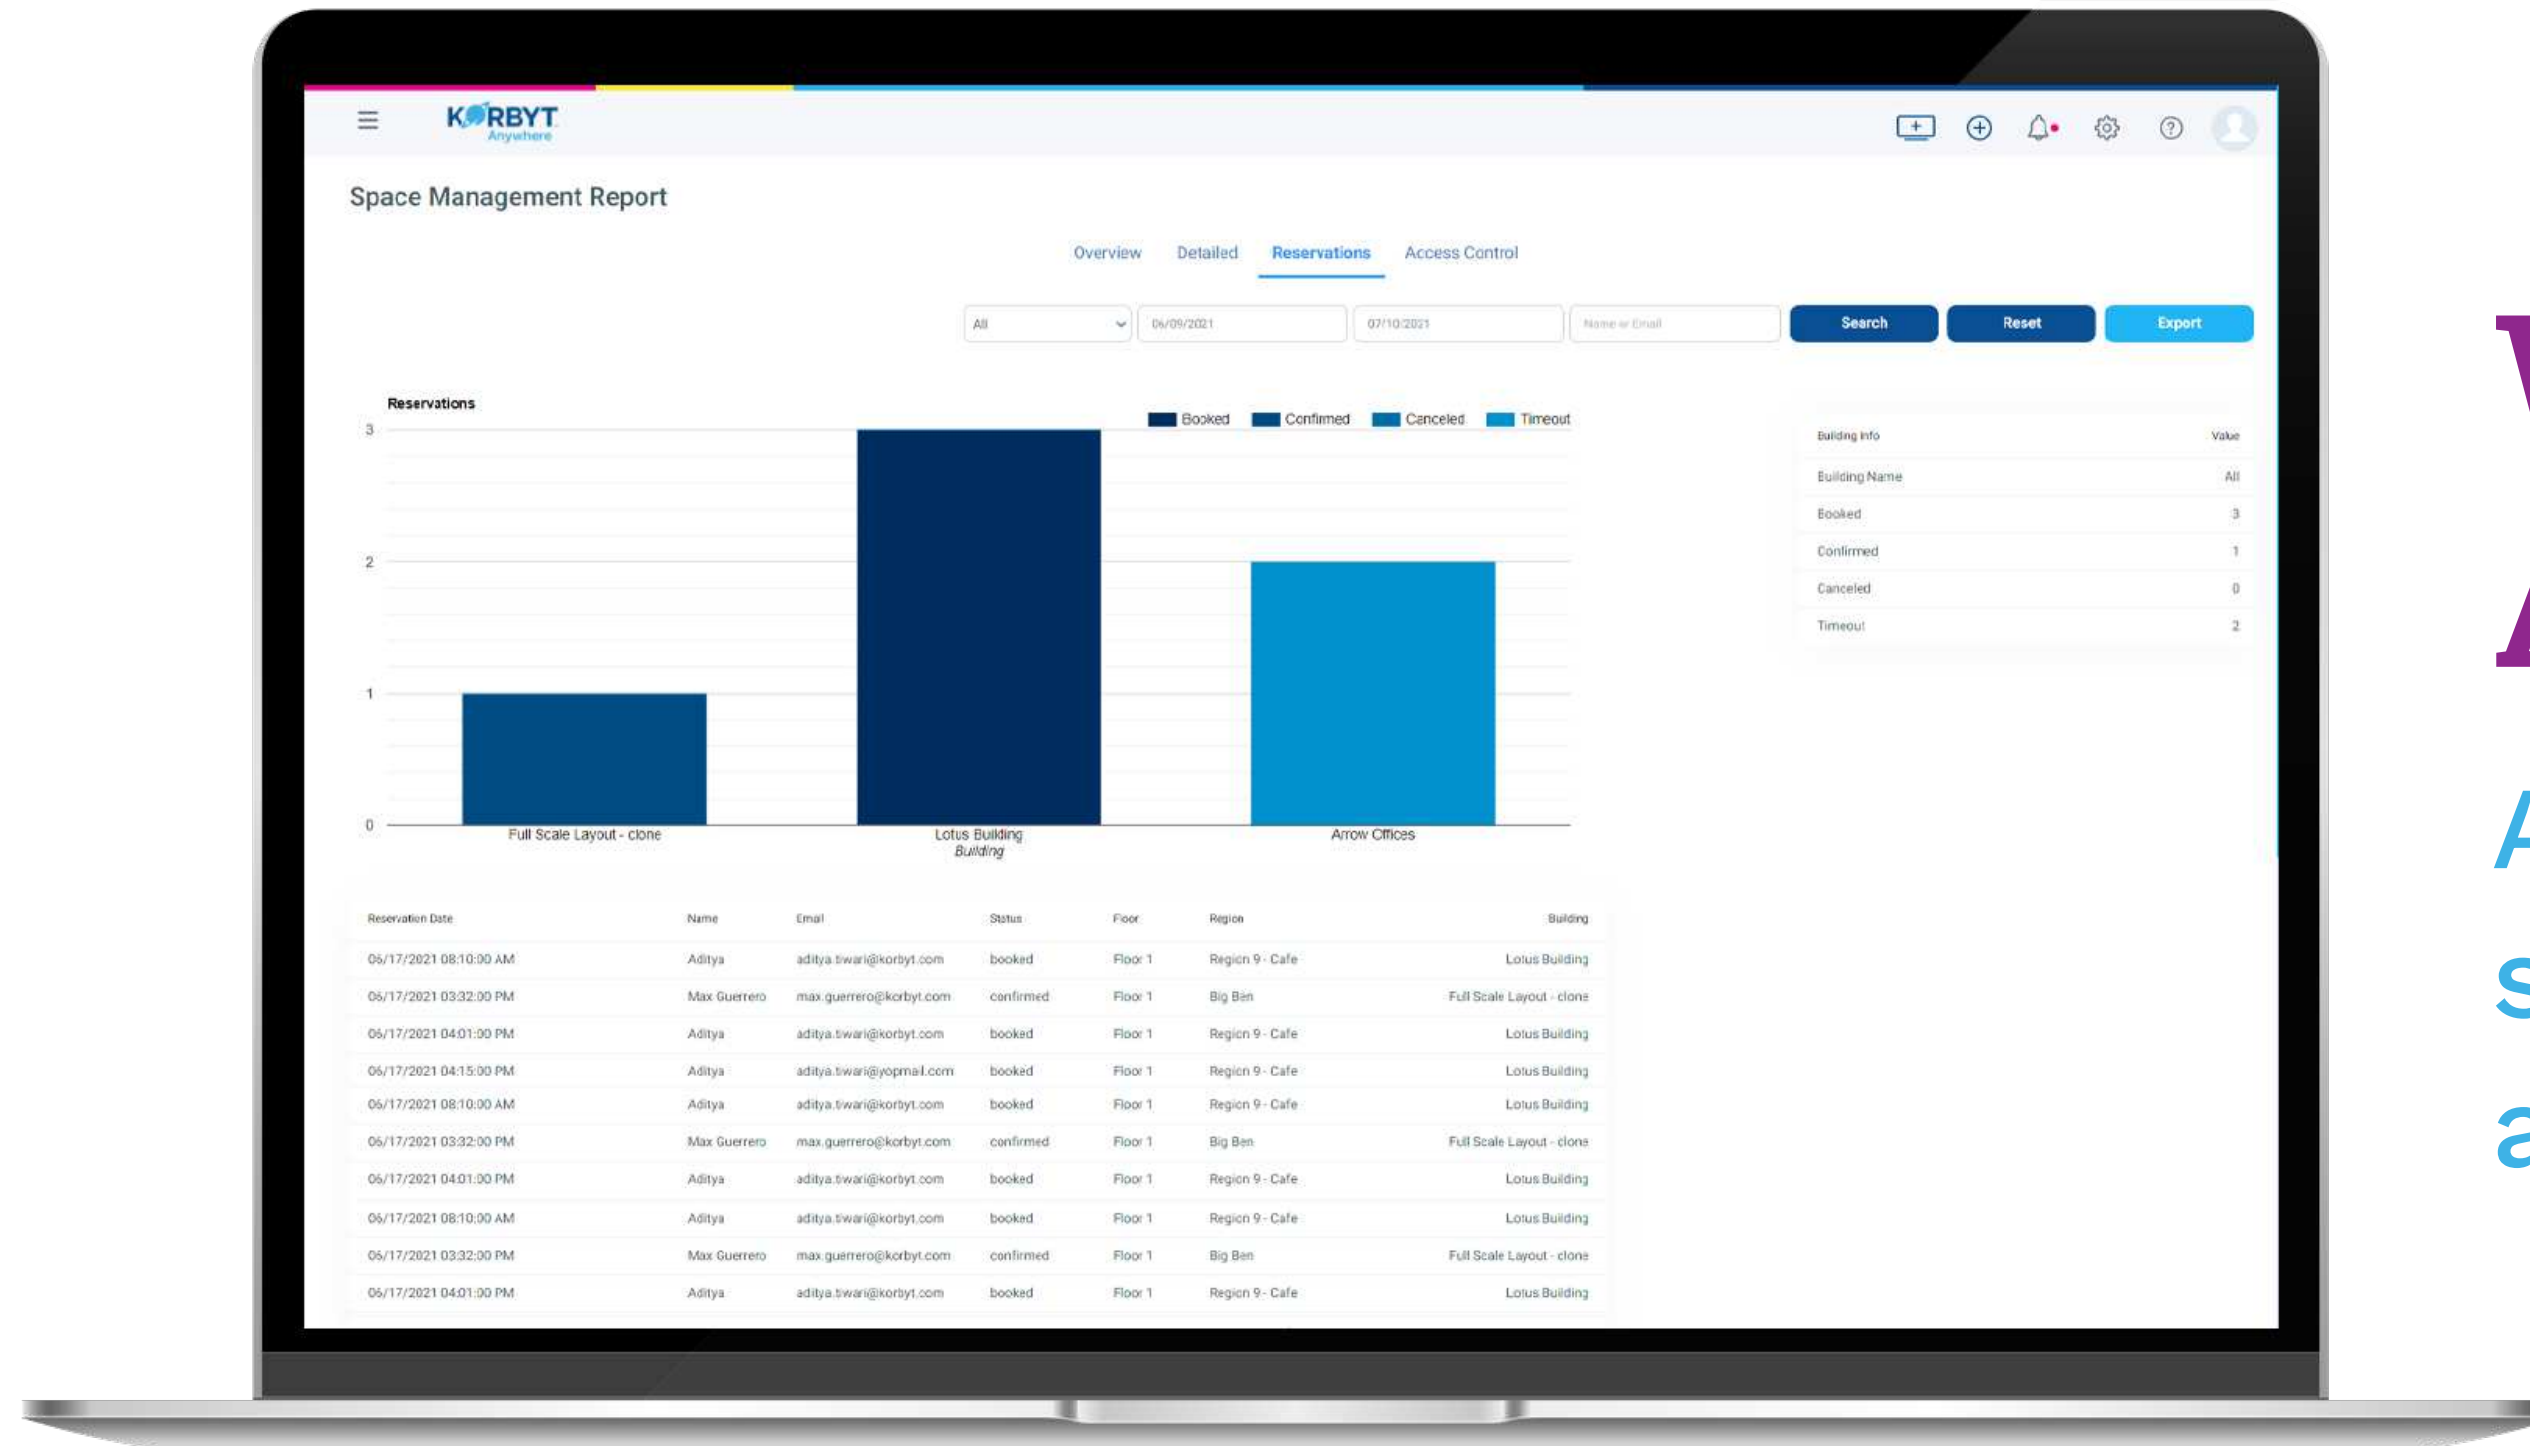 KORBYT
Anywhere
Space Management Report
Overview Detailed Reservations Access Control
All 06/09/2021 07/10/2021 Name or Email Search Reset Export
Reservations
Booked Confirmed Canceled Timeout
3
2
1
0
Full Scale Layout - clone Lotus Building Arrow Offices
Building
Building Info Value
Building Name All
Booked 3
Confirmed 1
Canceled 0
Timeout 2
Reservation Date Name Email Status Floor Region Building
06/17/2021 08:10:00 AM Aditya aditya.tiwari@korbyt.com booked Floor 1 Region 9 - Cafe Lotus Building
06/17/2021 03:32:00 PM Max Guerrero max.guerrero@korbyt.com confirmed Floor 1 Big Ben Full Scale Layout - clone
06/17/2021 04:01:00 PM Aditya aditya.tiwari@korbyt.com booked Floor 1 Region 9 - Cafe Lotus Building
06/17/2021 04:15:00 PM Aditya aditya.tiwari@yopmail.com booked Floor 1 Region 9 - Cafe Lotus Building
06/17/2021 08:10:00 AM Aditya aditya.tiwari@korbyt.com booked Floor 1 Region 9 - Cafe Lotus Building
06/17/2021 03:32:00 PM Max Guerrero max.guerrero@korbyt.com confirmed Floor 1 Big Ben Full Scale Layout - clone
06/17/2021 04:01:00 PM Aditya aditya.tiwari@korbyt.com booked Floor 1 Region 9 - Cafe Lotus Building
06/17/2021 08:10:00 AM Aditya aditya.tiwari@korbyt.com booked Floor 1 Region 9 - Cafe Lotus Building
06/17/2021 03:32:00 PM Max Guerrero max.guerrero@korbyt.com confirmed Floor 1 Big Ben Full Scale Layout - clone
06/17/2021 04:01:00 PM Aditya aditya.tiwari@korbyt.com booked Floor 1 Region 9 - Cafe Lotus Building